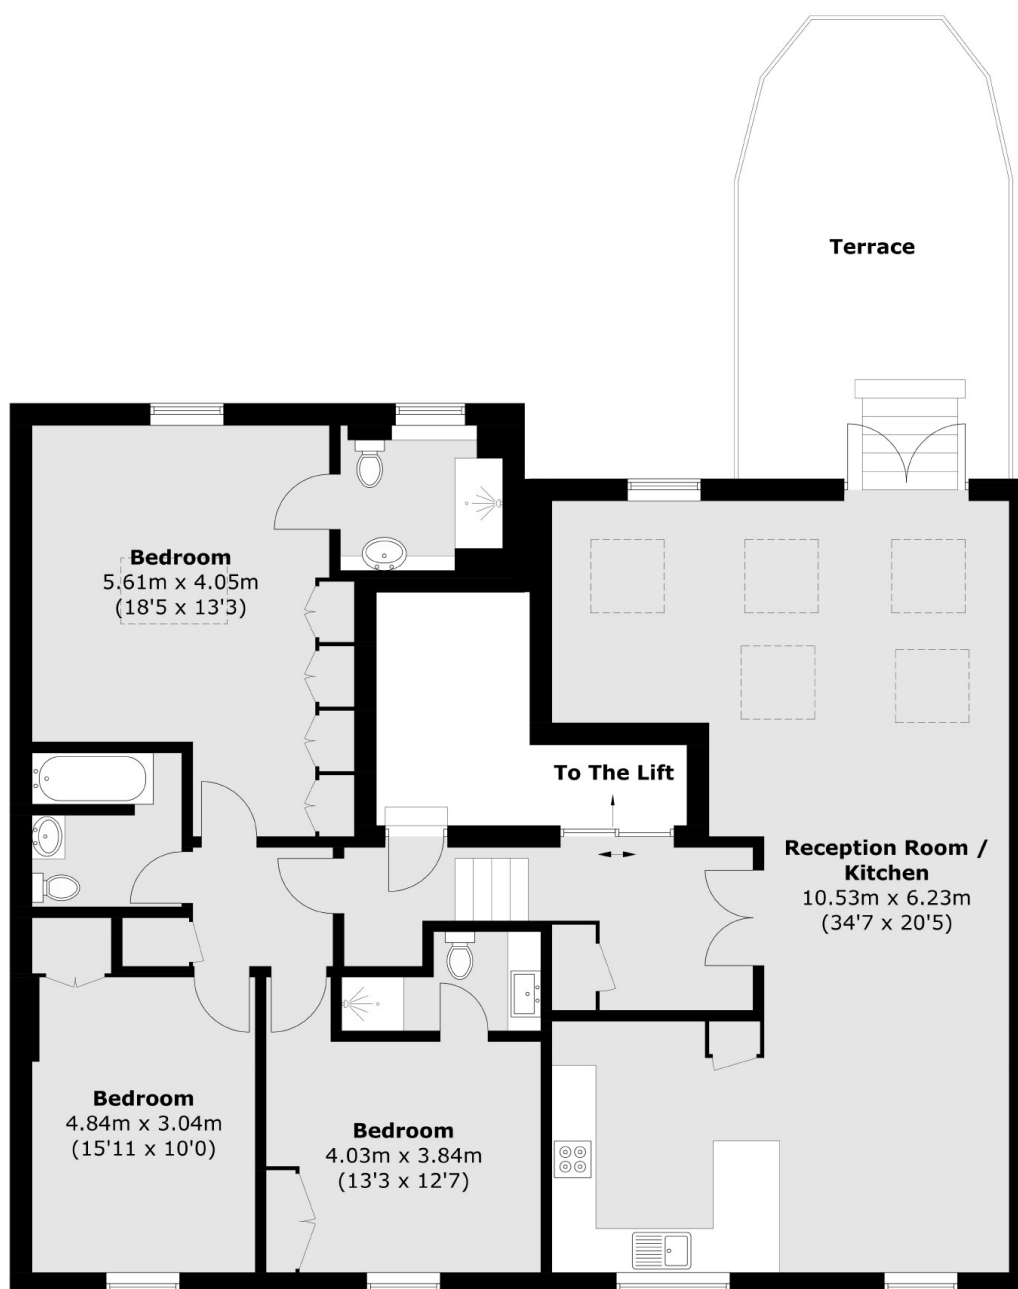 Terrace
Bedroom
5.61m x 4.05m
(18'5 x 13'3)
To The Lift
Reception Room /
Kitchen
10.53m x 6.23m
(34'7 x 20'5)
Bedroom
4.84m x 3.04m
(15'11 x 10'0)
Bedroom
4.03m x 3.84m
(13'3 x 12'7)